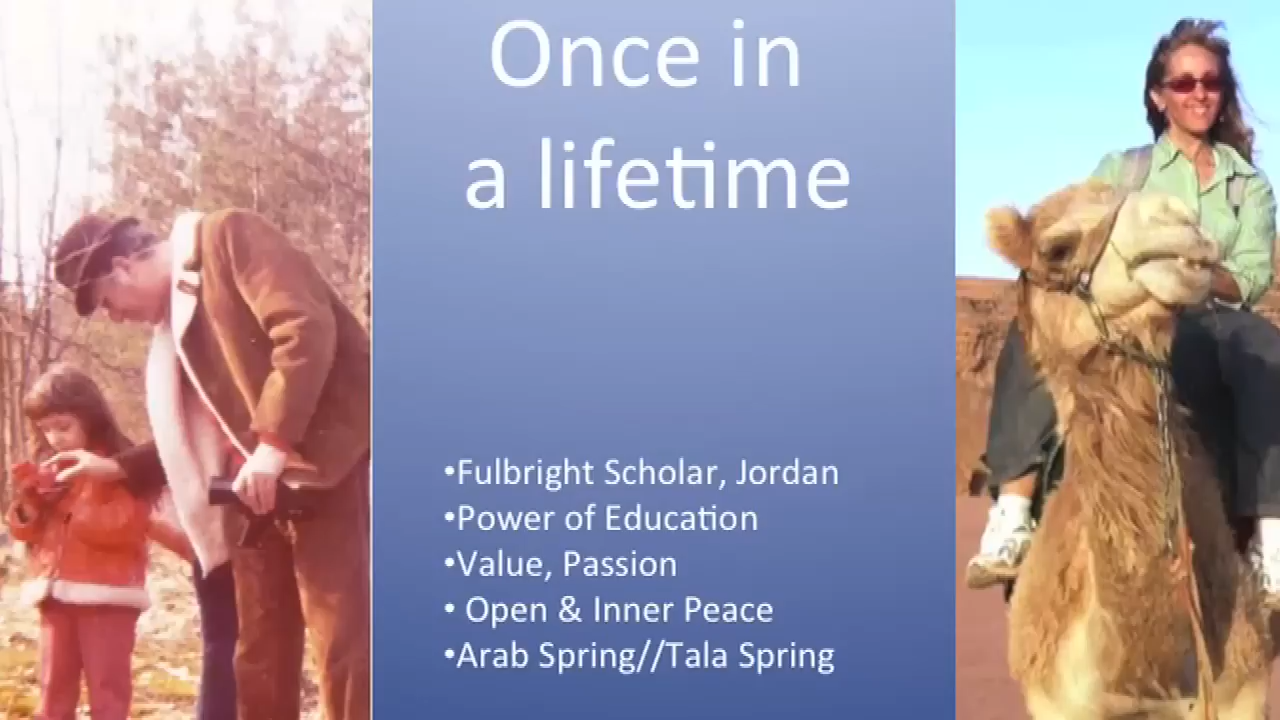 Once in
a lifetime
•Fulbright Scholar, Jordan
•Power of Education
•Value, Passion
• Open & Inner Peace
•Arab Spring//Tala Spring